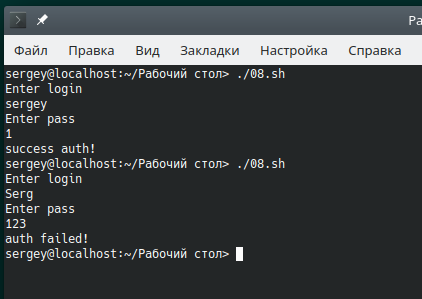 Ра
Файл Правка Вид Закладки Настройка Справка
sergey@localhost:~/Рабочий стол> ./08.sh
Enter login
sergey
Enter pass
1
success auth!
sergey@localhost:~/Рабочий стол> ./08.sh
Enter login
Serg
Enter pass
123
auth failed!
sergey@localhost:~/Рабочий стол>